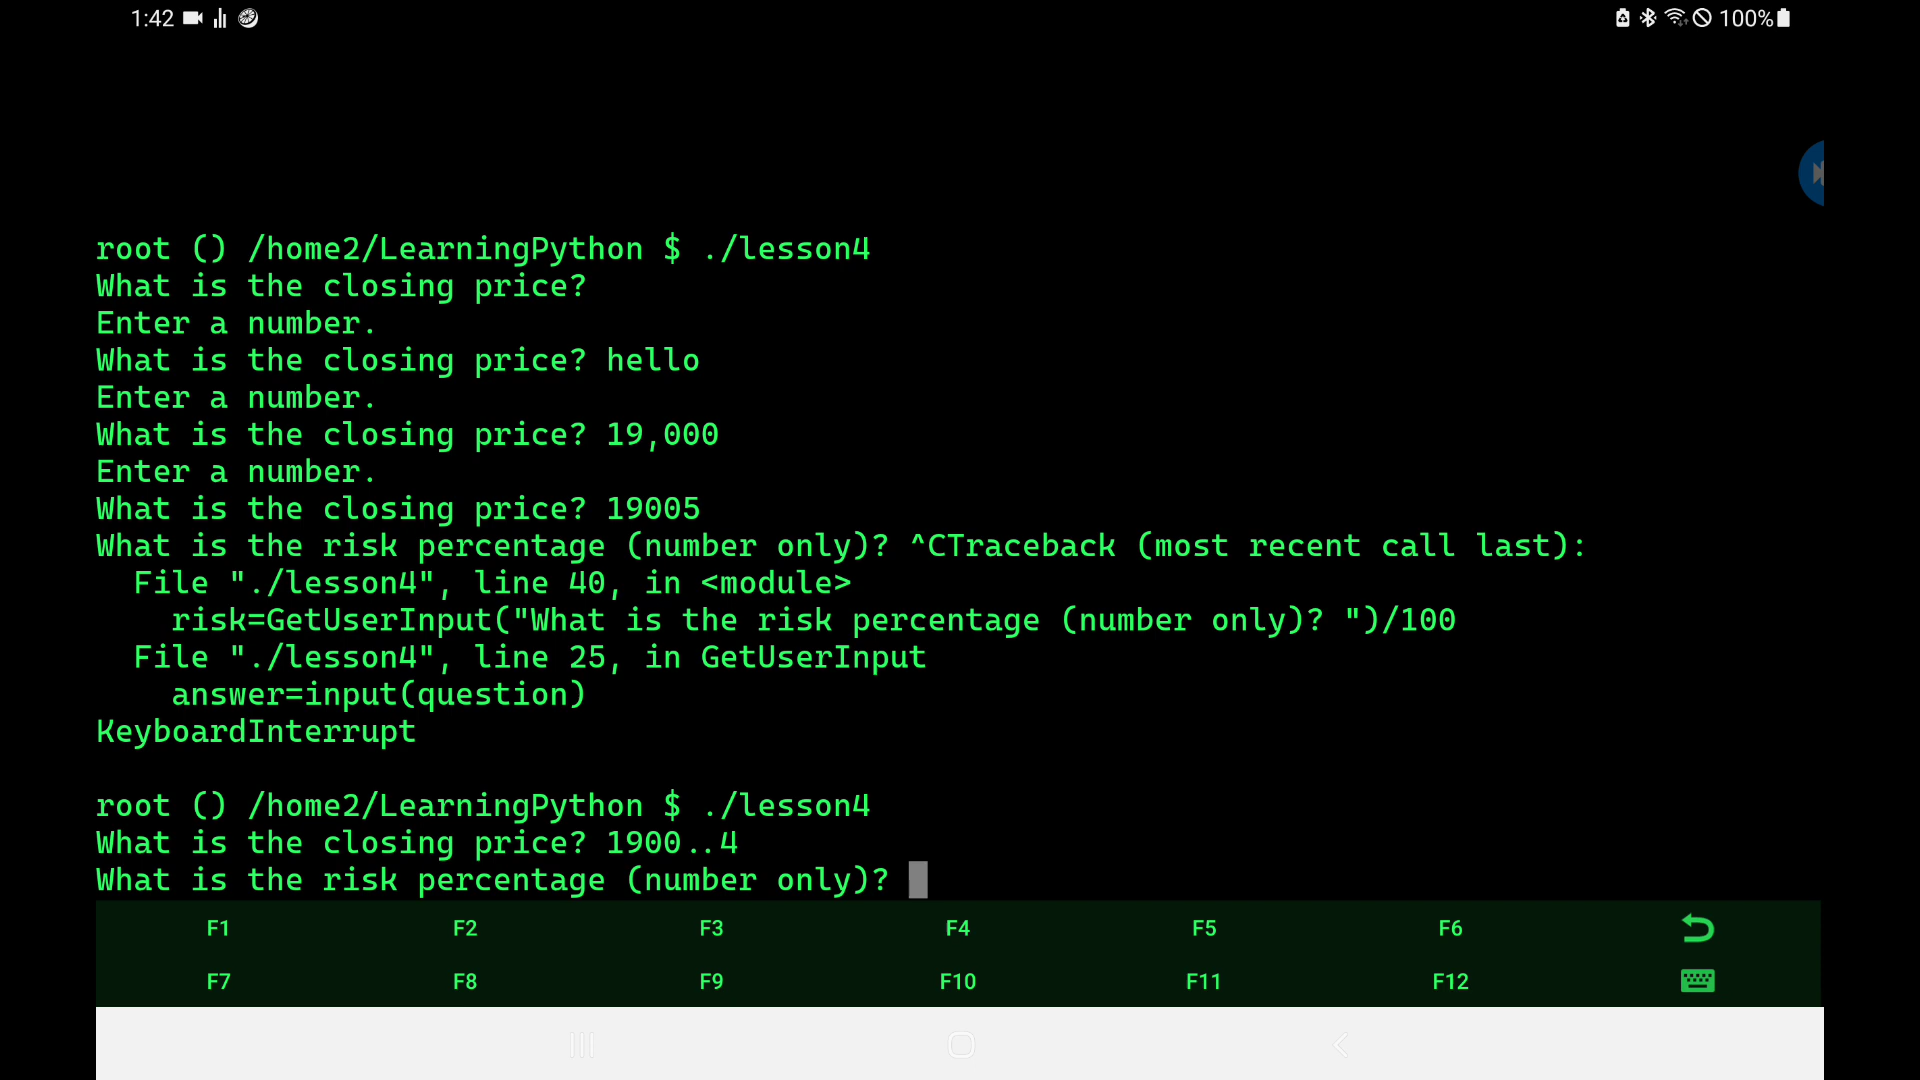 1:42
100%
root () /home2/LearningPython $ ./lesson4
What is the closing price?
Enter a number.
What is the closing price? hello
Enter a number.
What is the closing price? 19,000
Enter a number.
What is the closing price? 19005
What is the risk percentage (number only)? ^CTraceback (most recent call last):
  File "./lesson4", line 40, in <module>
    risk=GetUserInput("What is the risk percentage (number only)? ")/100
  File "./lesson4", line 25, in GetUserInput
    answer=input(question)
KeyboardInterrupt
root () /home2/LearningPython $ ./lesson4
What is the closing price? 1900..4
What is the risk percentage (number only)?
F1 F2 F3 F4 F5 F6
F7 F8 F9 F10 F11 F12